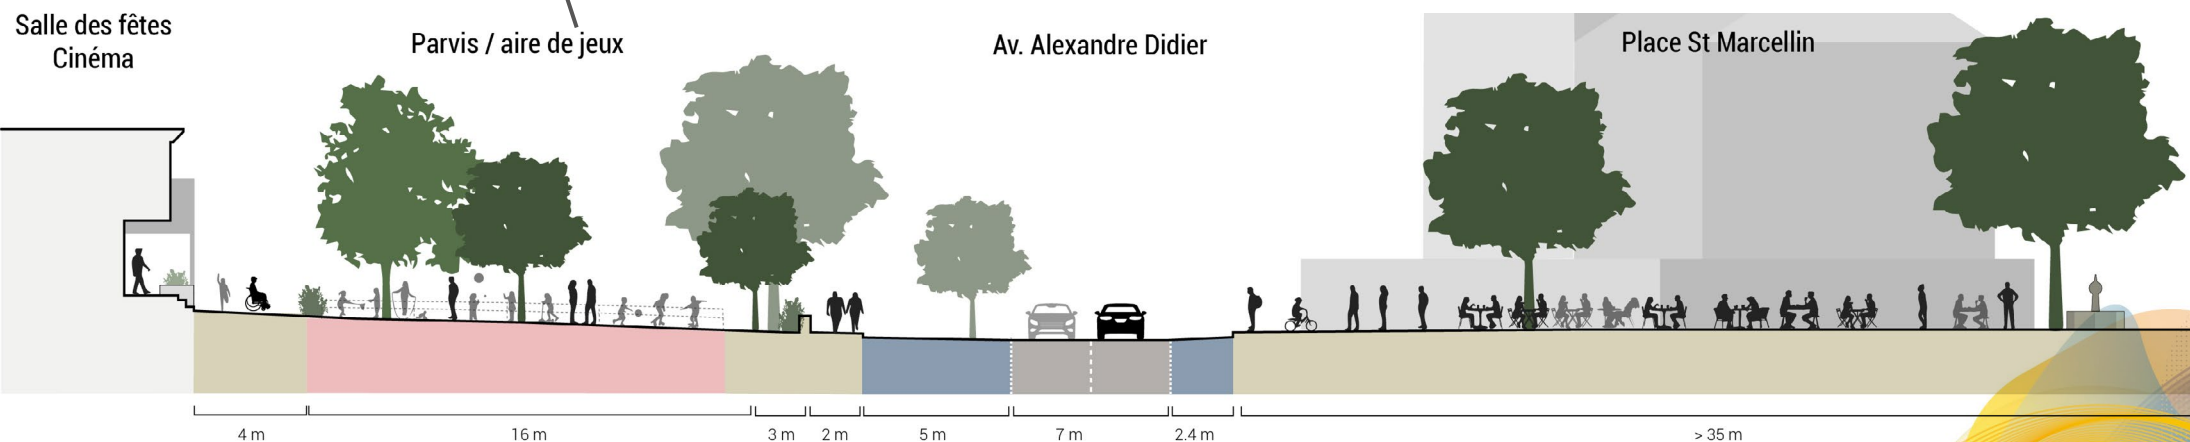 Salle des fêtes
Cinéma
Parvis / aire de jeux
Av. Alexandre Didier
Place St Marcellin
4 m
16 m
3 m
2 m
5 m
7 m
2.4 m
> 35 m